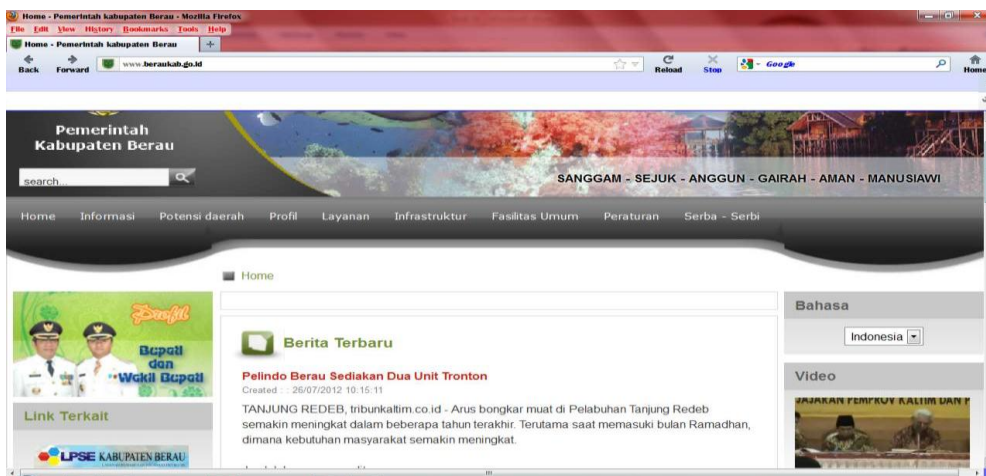 Home - Pemerintah kabupaten Berau - Mozilla Firefox
File Edit View History Bookmarks Tools Help
Home - Pemerintah kabupaten Berau +
Back Forward www.beraukab.go.id Reload Stop Google Home
Pemerintah
Kabupaten Berau
search...
SANGGAM - SEJUK - ANGGUN - GAIRAH - AMAN - MANUSIAWI
Home Informasi Potensi daerah Profil Layanan Infrastruktur Fasilitas Umum Peraturan Serba - Serbi
Home
Profil
Bupati
dan
Wakil Bupati
Link Terkait
LPSE KABUPATEN BERAU
Berita Terbaru
Pelindo Berau Sediakan Dua Unit Tronton
Created : : 26/07/2012 10:15:11
TANJUNG REDEB, tribunkaltim.co.id - Arus bongkar muat di Pelabuhan Tanjung Redeb
semakin meningkat dalam beberapa tahun terakhir. Terutama saat memasuki bulan Ramadhan,
dimana kebutuhan masyarakat semakin meningkat.
Bahasa
Indonesia
Video
JAJARAN PEMPROV KALTIM DAN